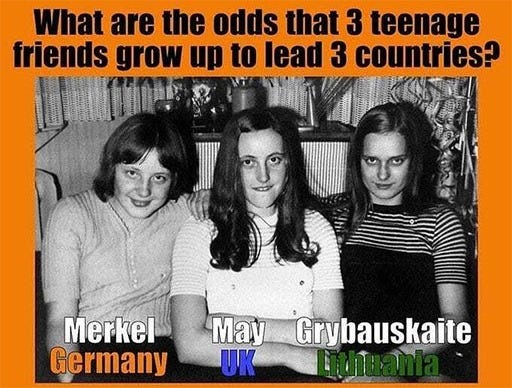 What are the odds that 3 teenage
friends grow up to lead 3 countries?
Merkel May Grybauskaite
Germany UK Lithuania